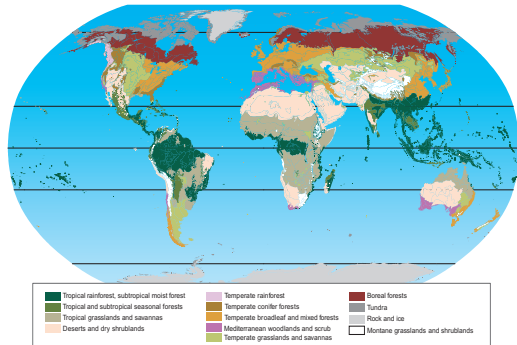 Tropical rainforest, subtropical moist forest
Tropical and subtropical seasonal forests
Tropical grasslands and savannas
Deserts and dry shrublands
Temperate rainforest
Temperate conifer forests
Temperate broadleaf and mixed forests
Mediterranean woodlands and scrub
Temperate grasslands and savannas
Boreal forests
Tundra
Rock and ice
Montane grasslands and shrublands